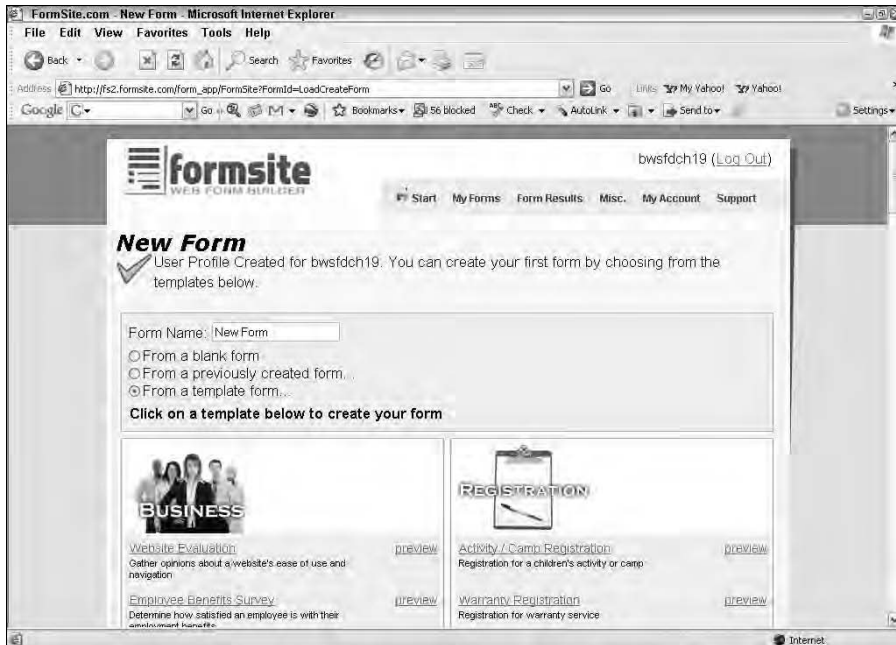 FormSite.com - New Form - Microsoft Internet Explorer
File Edit View Favorites Tools Help
Back Search Favorites
Address http://fs2.formsite.com/form_app/FormSite?FormId=LoadCreateForm Go Links My Yahoo! Yahoo!
Google Go Bookmarks 56 blocked Check AutoLink Send to Settings
formsite
WEB FORM BUILDER
bwsfdch19 (Log Out)
Start My Forms Form Results Misc. My Account Support
New Form
User Profile Created for bwsfdch19. You can create your first form by choosing from the
templates below.
Form Name: New Form
From a blank form
From a previously created form...
From a template form...
Click on a template below to create your form
BUSINESS
Website Evaluation preview
Gather opinions about a website's ease of use and
navigation
Employee Benefits Survey preview
Determine how satisfied an employee is with their
employment benefits
REGISTRATION
Activity / Camp Registration preview
Registration for a children's activity or camp
Warranty Registration preview
Registration for warranty service
Internet